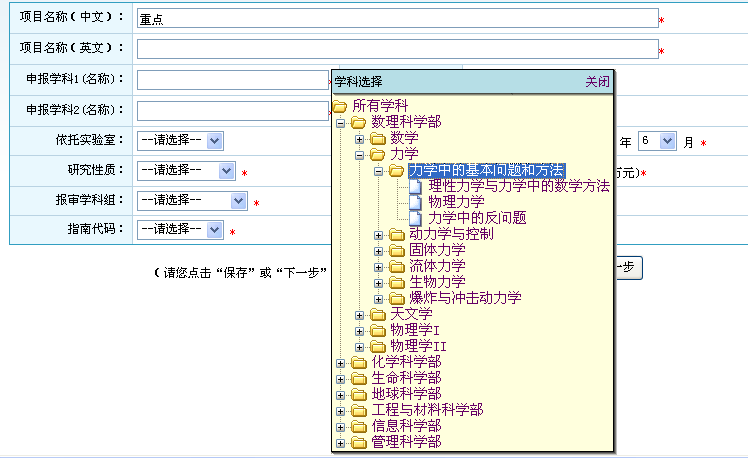 项目名称（中文）： 重点 *
项目名称（英文）： *
申报学科1(名称)： *
申报学科2(名称)： *
依托实验室： --请选择-- 年 6 月 *
研究性质： --请选择-- * 万元)*
报审学科组： --请选择-- *
指南代码： --请选择-- *
（请您点击“保存”或“下一步” 一步
学科选择 关闭
所有学科
数理科学部
数学
力学
力学中的基本问题和方法
理性力学与力学中的数学方法
物理力学
力学中的反问题
动力学与控制
固体力学
流体力学
生物力学
爆炸与冲击动力学
天文学
物理学I
物理学II
化学科学部
生命科学部
地球科学部
工程与材料科学部
信息科学部
管理科学部